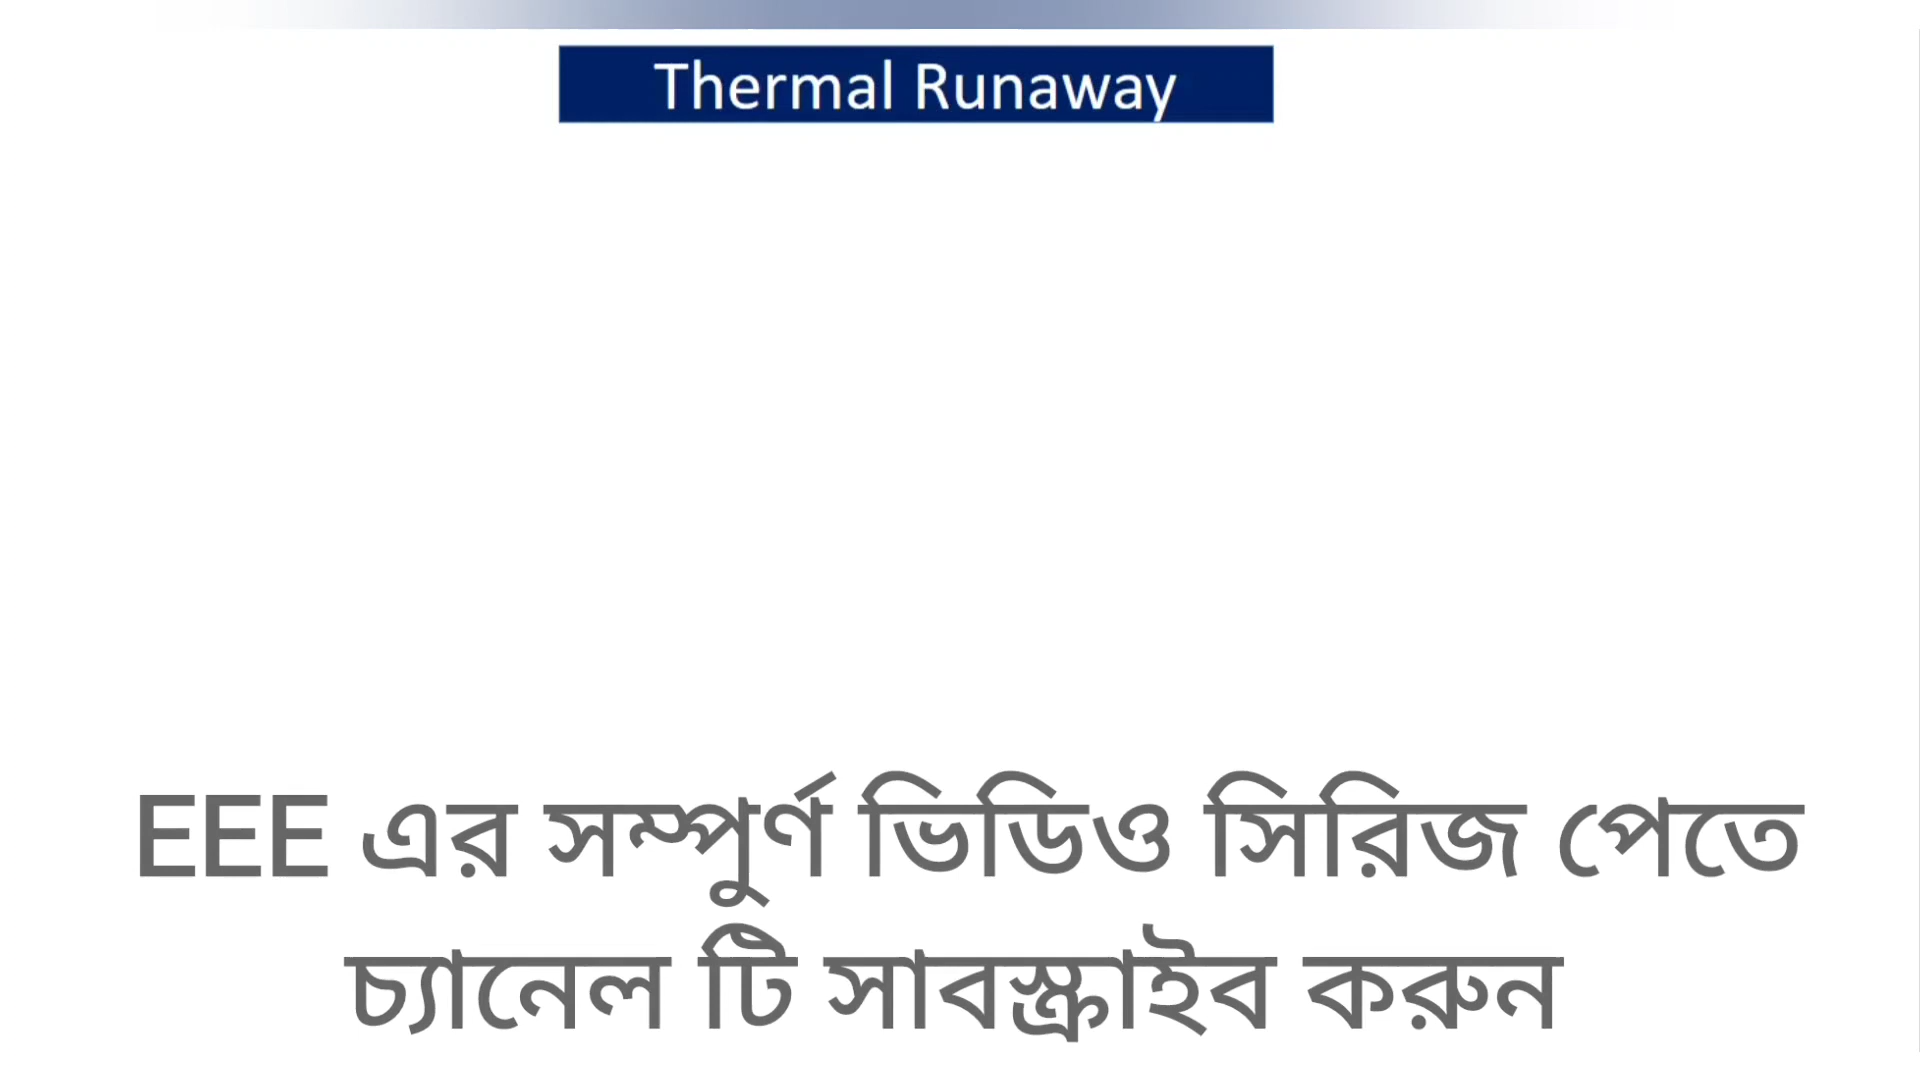 Thermal Runaway
EEE এর সম্পুর্ণ ভিডিও সিরিজ পেতে
চ্যানেল টি সাবস্ক্রাইব করুন